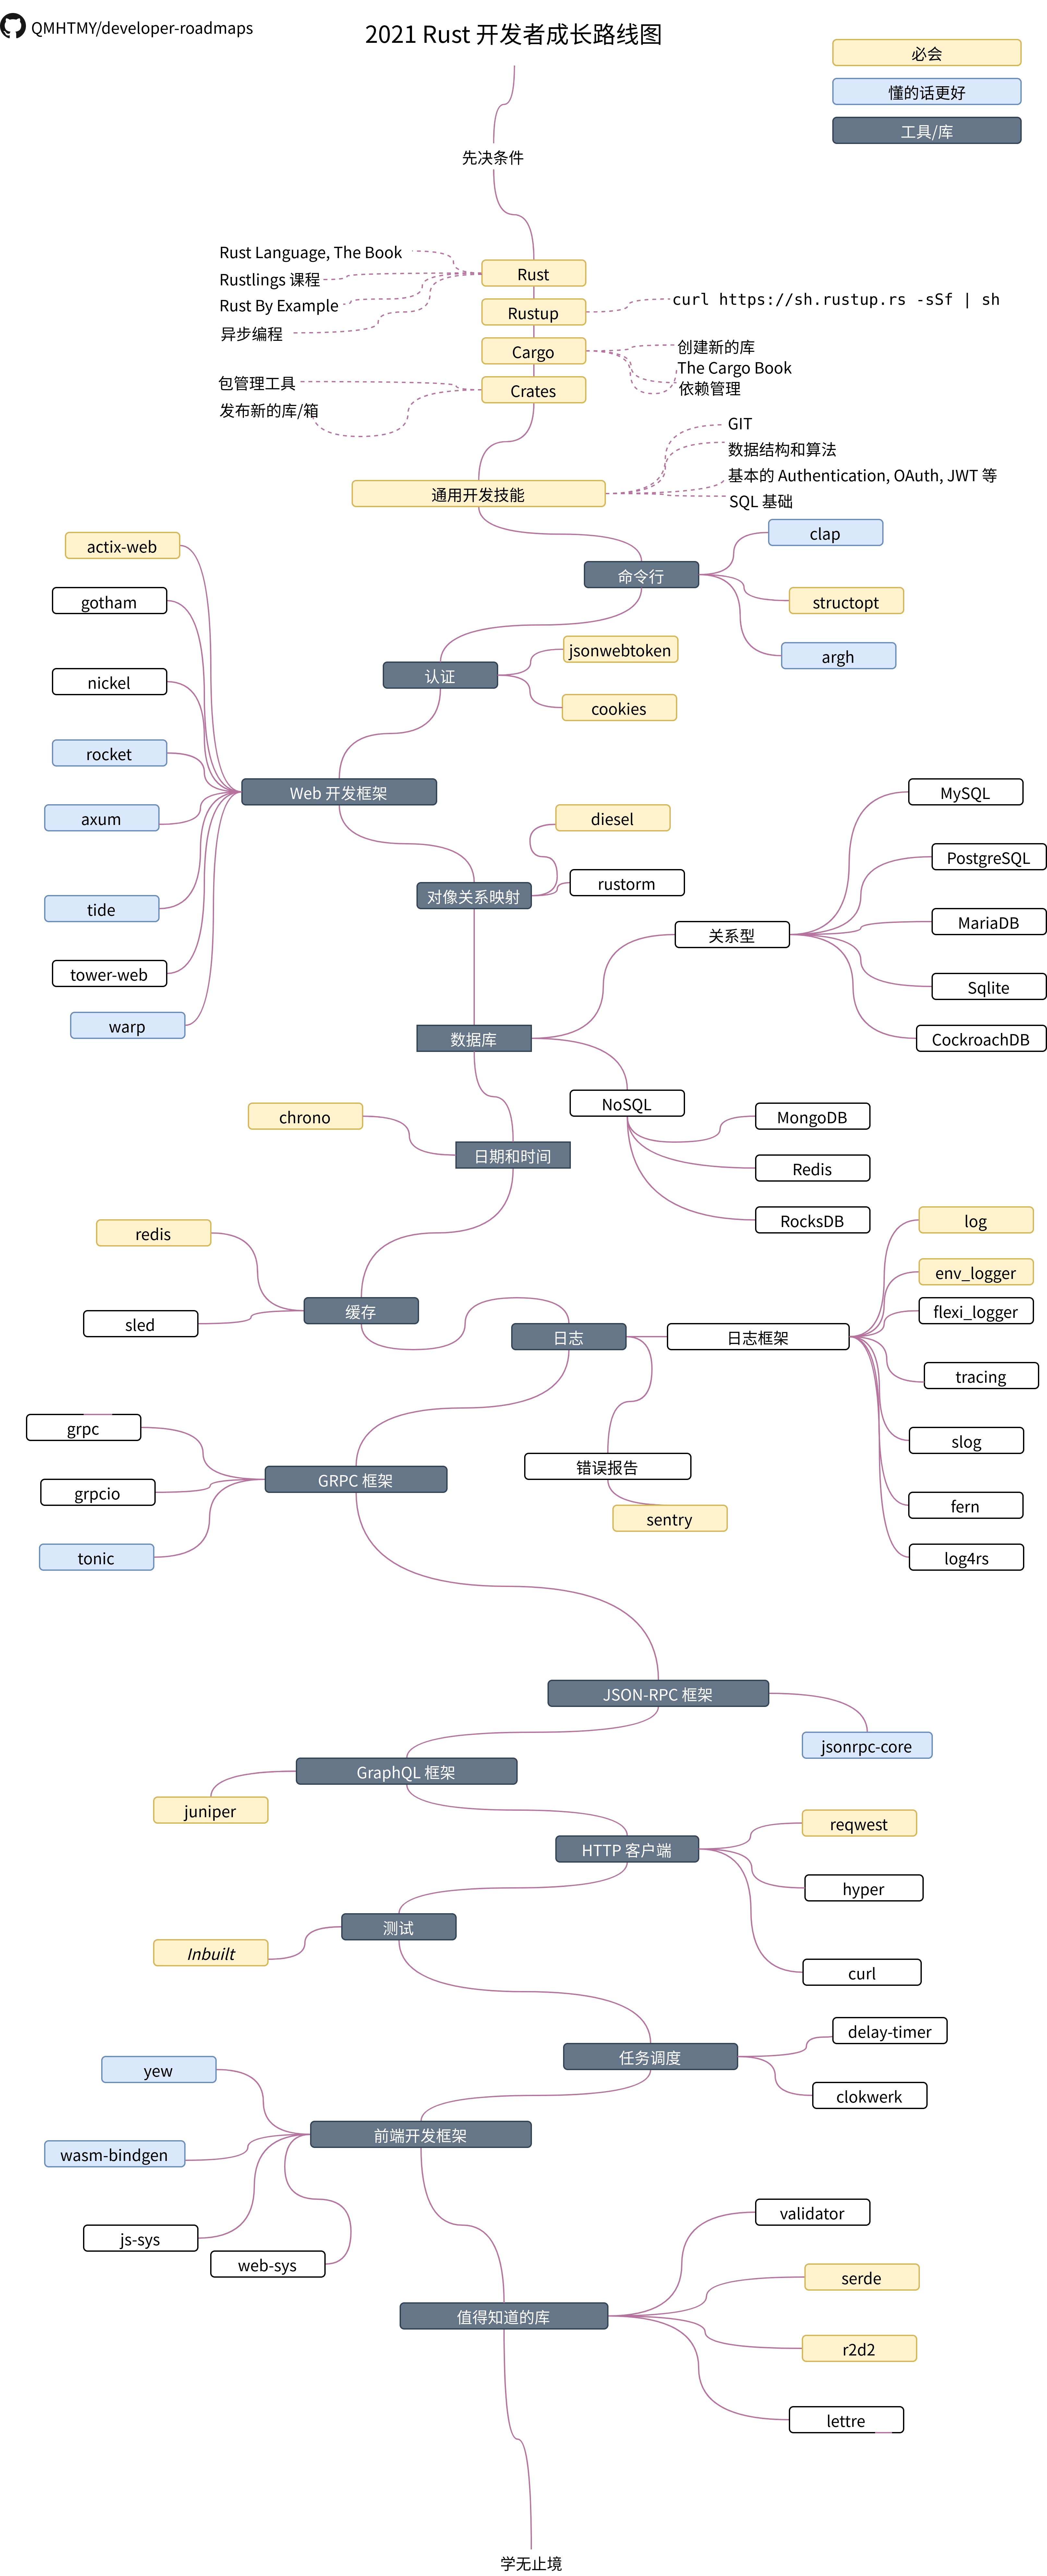 QMHTMY/developer-roadmaps
2021 Rust 开发者成长路线图
必会
懂的话更好
工具/库
先决条件
Rust Language, The Book
Rustlings 课程
Rust By Example
异步编程
Rust
Rustup
curl https://sh.rustup.rs -sSf | sh
Cargo
创建新的库
The Cargo Book
依赖管理
包管理工具
发布新的库/箱
Crates
GIT
数据结构和算法
基本的 Authentication, OAuth, JWT 等
SQL 基础
通用开发技能
命令行
clap
structopt
argh
认证
jsonwebtoken
cookies
actix-web
gotham
nickel
rocket
axum
tide
tower-web
warp
Web 开发框架
对像关系映射
diesel
rustorm
数据库
关系型
MySQL
PostgreSQL
MariaDB
Sqlite
CockroachDB
NoSQL
MongoDB
Redis
RocksDB
chrono
日期和时间
redis
sled
缓存
日志
日志框架
log
env_logger
flexi_logger
tracing
slog
fern
log4rs
错误报告
sentry
grpc
grpcio
tonic
GRPC 框架
JSON-RPC 框架
jsonrpc-core
GraphQL 框架
juniper
HTTP 客户端
reqwest
hyper
curl
测试
Inbuilt
任务调度
delay-timer
clokwerk
yew
wasm-bindgen
js-sys
web-sys
前端开发框架
值得知道的库
validator
serde
r2d2
lettre
学无止境